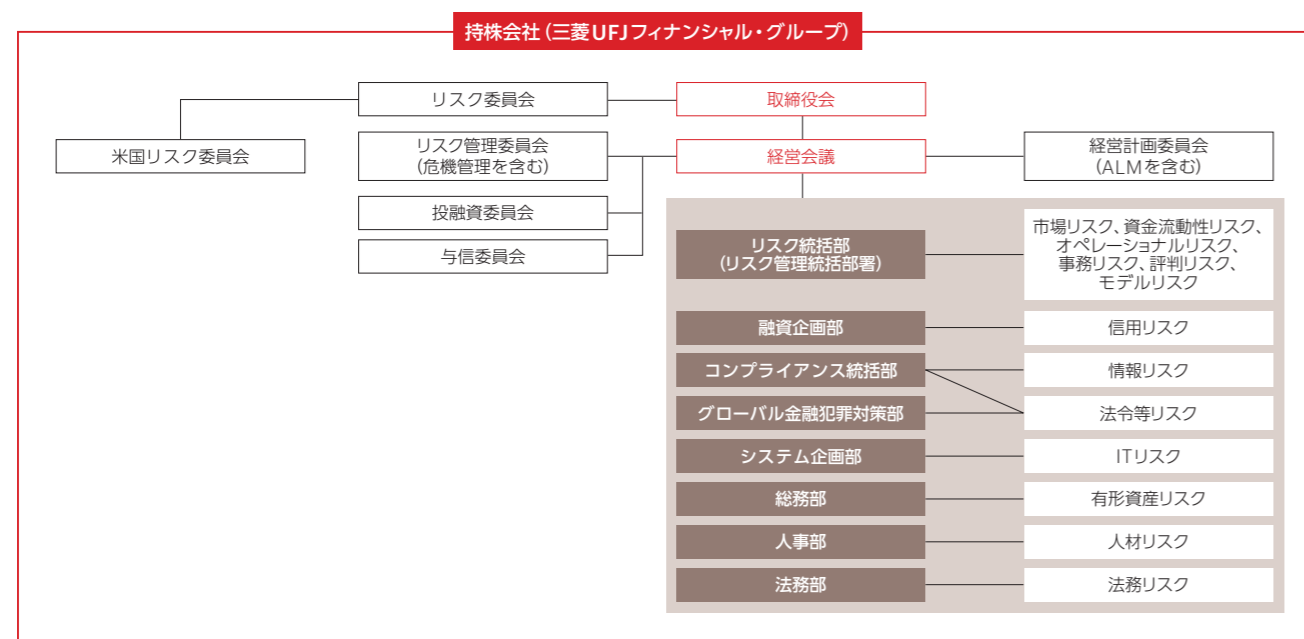 持株会社(三菱UFJフィナンシャル・グループ)
リスク委員会
取締役会
米国リスク委員会
リスク管理委員会
(危機管理を含む)
経営会議
経営計画委員会
(ALMを含む)
投融資委員会
与信委員会
リスク統括部
(リスク管理統括部署)
市場リスク、資金流動性リスク、
オペレーショナルリスク、
事務リスク、評判リスク、
モデルリスク
融資企画部
信用リスク
コンプライアンス統括部
情報リスク
グローバル金融犯罪対策部
法令等リスク
システム企画部
ITリスク
総務部
有形資産リスク
人事部
人材リスク
法務部
法務リスク